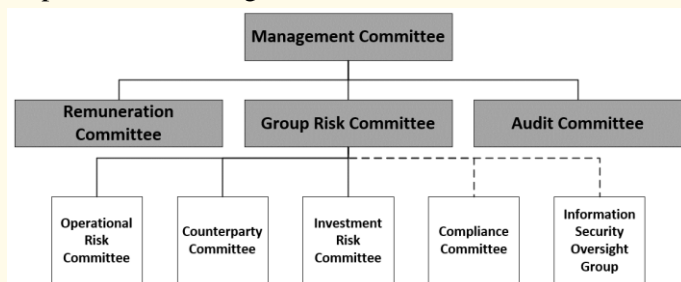 Management Committee
Remuneration
Committee
Group Risk Committee
Audit Committee
Operational
Risk
Committee
Counterparty
Committee
Investment
Risk
Committee
Compliance
Committee
Information
Security
Oversight
Group